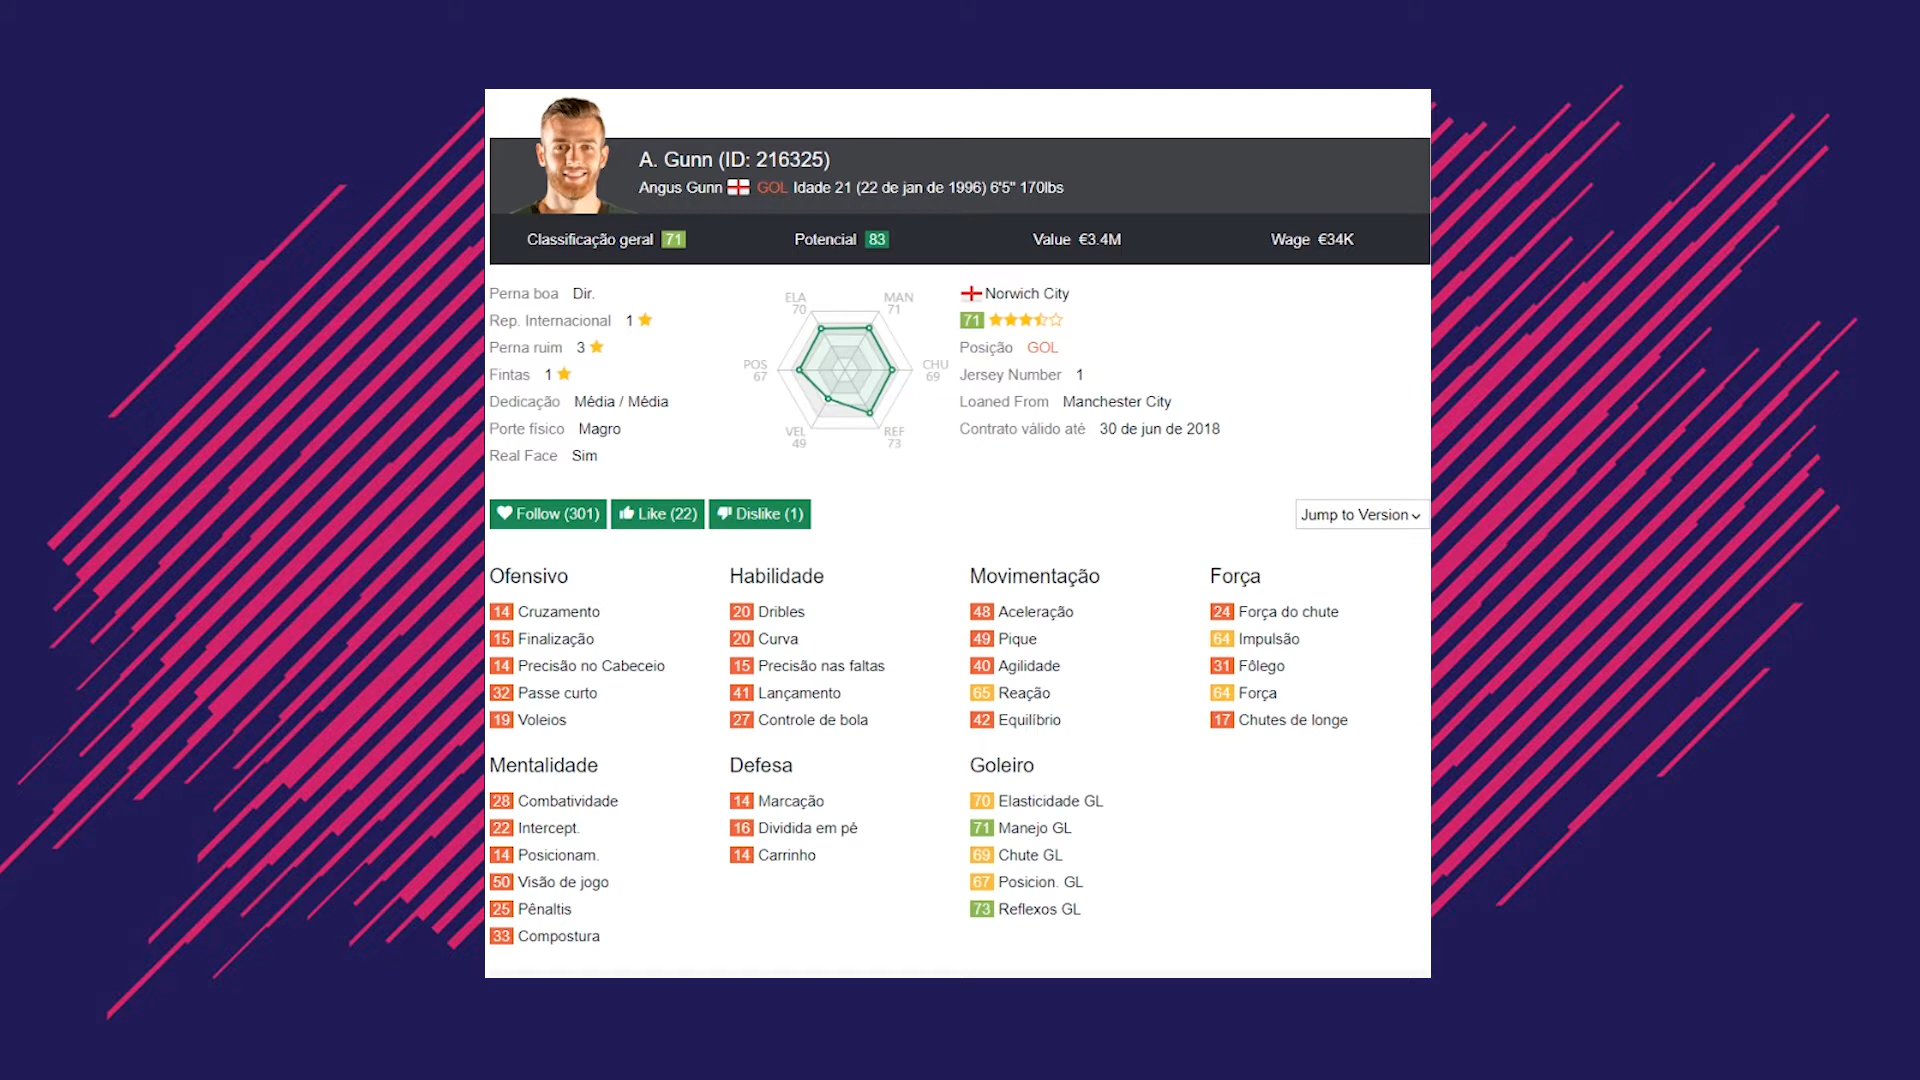 A. Gunn (ID: 216325)
Angus Gunn GOL Idade 21 (22 de jan de 1996) 6'5" 170lbs
Classificação geral 71 Potencial 83 Value €3.4M Wage €34K
Perna boa Dir.
Rep. Internacional 1
Perna ruim 3
Fintas 1
Dedicação Média / Média
Porte físico Magro
Real Face Sim
ELA 70
MAN 71
POS 67
CHU 69
VEL 49
REF 73
Norwich City
71
Posição GOL
Jersey Number 1
Loaned From Manchester City
Contrato válido até 30 de jun de 2018
Follow (301) Like (22) Dislike (1) Jump to Version
Ofensivo
14 Cruzamento
15 Finalização
14 Precisão no Cabeceio
32 Passe curto
19 Voleios
Habilidade
20 Dribles
20 Curva
15 Precisão nas faltas
41 Lançamento
27 Controle de bola
Movimentação
48 Aceleração
49 Pique
40 Agilidade
65 Reação
42 Equilíbrio
Força
24 Força do chute
64 Impulsão
31 Fôlego
64 Força
17 Chutes de longe
Mentalidade
28 Combatividade
22 Intercept.
14 Posicionam.
50 Visão de jogo
25 Pênaltis
33 Compostura
Defesa
14 Marcação
16 Dividida em pé
14 Carrinho
Goleiro
70 Elasticidade GL
71 Manejo GL
69 Chute GL
67 Posicion. GL
73 Reflexos GL